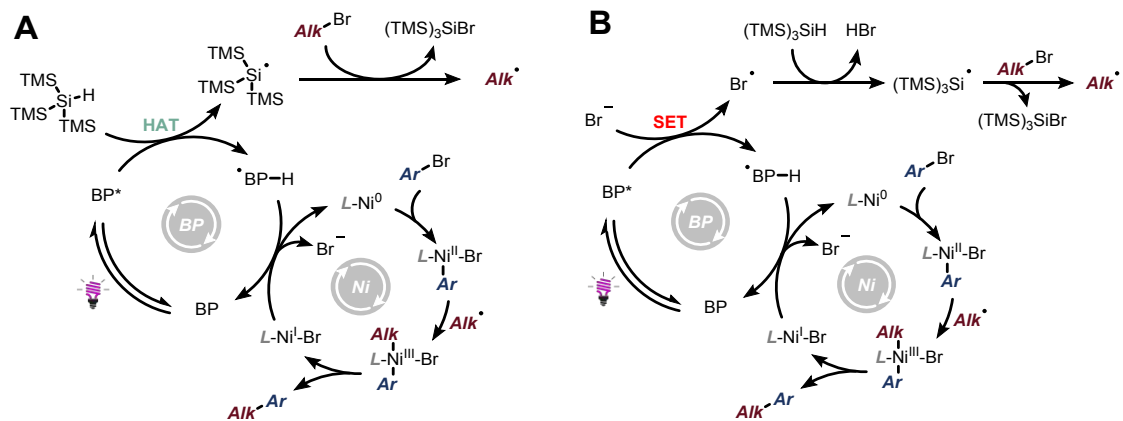 A
TMS
TMS
TMS
Si
H
HAT
TMS
TMS
TMS
Si•
Alk-Br
(TMS)₃SiBr
Alk•
BP*
•BP-H
BP
BP
L-Ni⁰
Ar-Br
Br⁻
L-Niᴵᴵ-Br
Ar
Ni
Alk•
L-Niᴵ-Br
Alk
L-Niᴵᴵᴵ-Br
Ar
Alk-Ar
B
(TMS)₃SiH
HBr
Br⁻
SET
Br•
(TMS)₃Si•
Alk-Br
(TMS)₃SiBr
Alk•
BP*
•BP-H
BP
BP
L-Ni⁰
Ar-Br
Br⁻
L-Niᴵᴵ-Br
Ar
Ni
Alk•
L-Niᴵ-Br
Alk
L-Niᴵᴵᴵ-Br
Ar
Alk-Ar